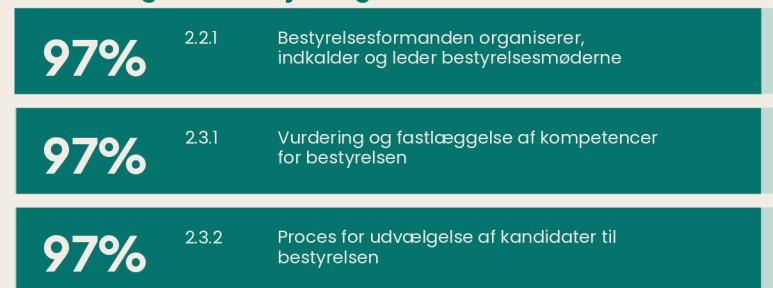 97%
2.2.1
Bestyrelsesformanden organiserer,
indkalder og leder bestyrelsesmøderne
97%
2.3.1
Vurdering og fastlæggelse af kompetencer
for bestyrelsen
97%
2.3.2
Proces for udvælgelse af kandidater til
bestyrelsen